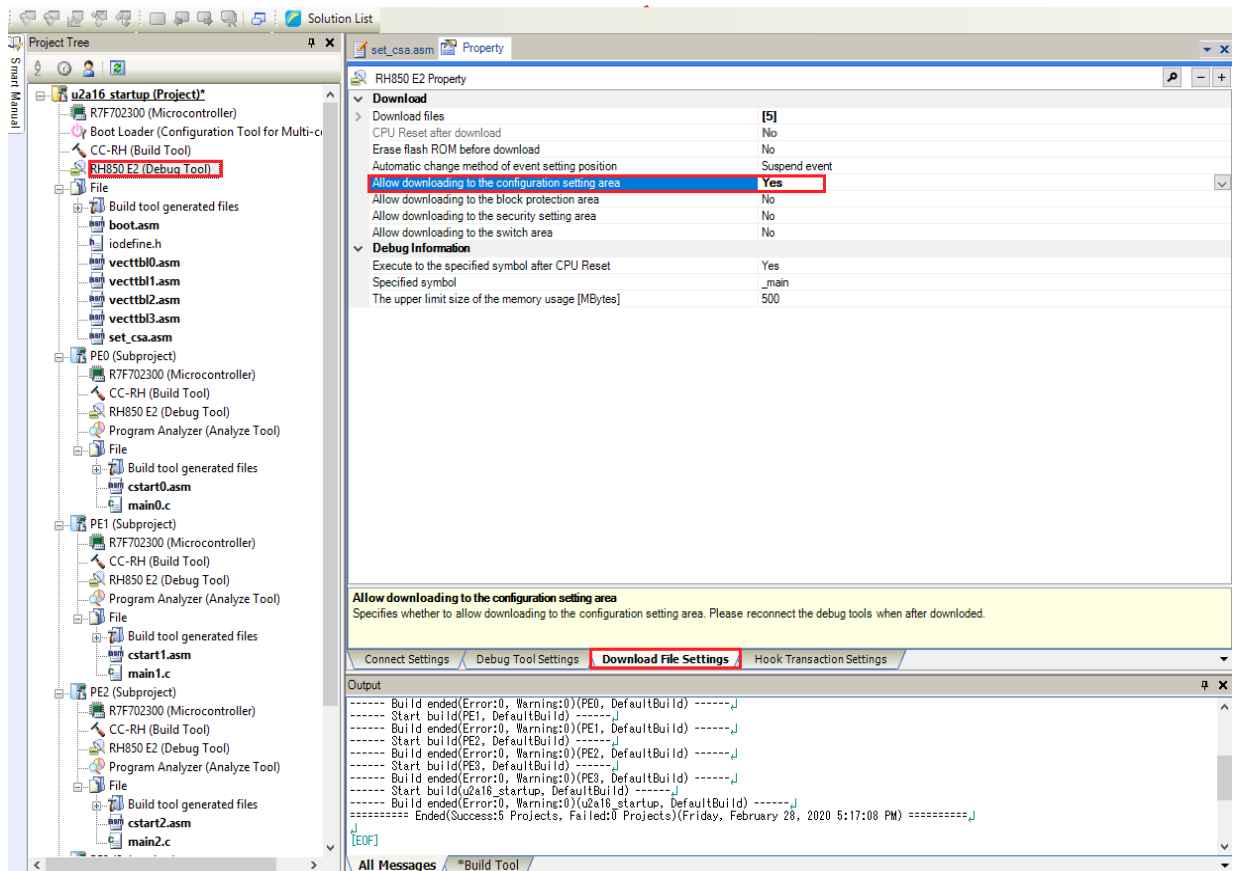 Solution List
Smart Manual
Project Tree
u2a16_startup (Project)*
R7F702300 (Microcontroller)
Boot Loader (Configuration Tool for Multi-c
CC-RH (Build Tool)
RH850 E2 (Debug Tool)
File
Build tool generated files
boot.asm
iodefine.h
vecttbl0.asm
vecttbl1.asm
vecttbl2.asm
vecttbl3.asm
set_csa.asm
PE0 (Subproject)
R7F702300 (Microcontroller)
CC-RH (Build Tool)
RH850 E2 (Debug Tool)
Program Analyzer (Analyze Tool)
File
Build tool generated files
cstart0.asm
main0.c
PE1 (Subproject)
R7F702300 (Microcontroller)
CC-RH (Build Tool)
RH850 E2 (Debug Tool)
Program Analyzer (Analyze Tool)
File
Build tool generated files
cstart1.asm
main1.c
PE2 (Subproject)
R7F702300 (Microcontroller)
CC-RH (Build Tool)
RH850 E2 (Debug Tool)
Program Analyzer (Analyze Tool)
File
Build tool generated files
cstart2.asm
main2.c
set_csa.asm Property
RH850 E2 Property
Download
Download files [5]
CPU Reset after download No
Erase flash ROM before download No
Automatic change method of event setting position Suspend event
Allow downloading to the configuration setting area Yes
Allow downloading to the block protection area No
Allow downloading to the security setting area No
Allow downloading to the switch area No
Debug Information
Execute to the specified symbol after CPU Reset Yes
Specified symbol _main
The upper limit size of the memory usage [MBytes] 500
Allow downloading to the configuration setting area
Specifies whether to allow downloading to the configuration setting area. Please reconnect the debug tools when after downloded.
Connect Settings Debug Tool Settings Download File Settings Hook Transaction Settings
Output
------ Build ended(Error:0, Warning:0)(PE0, DefaultBuild) ------
------ Start build(PE1, DefaultBuild) ------
------ Build ended(Error:0, Warning:0)(PE1, DefaultBuild) ------
------ Start build(PE2, DefaultBuild) ------
------ Build ended(Error:0, Warning:0)(PE2, DefaultBuild) ------
------ Start build(PE3, DefaultBuild) ------
------ Build ended(Error:0, Warning:0)(PE3, DefaultBuild) ------
------ Start build(u2a16_startup, DefaultBuild) ------
------ Build ended(Error:0, Warning:0)(u2a16_startup, DefaultBuild) ------
========== Ended(Success:5 Projects, Failed:0 Projects)(Friday, February 28, 2020 5:17:08 PM) ==========
[EOF]
All Messages *Build Tool